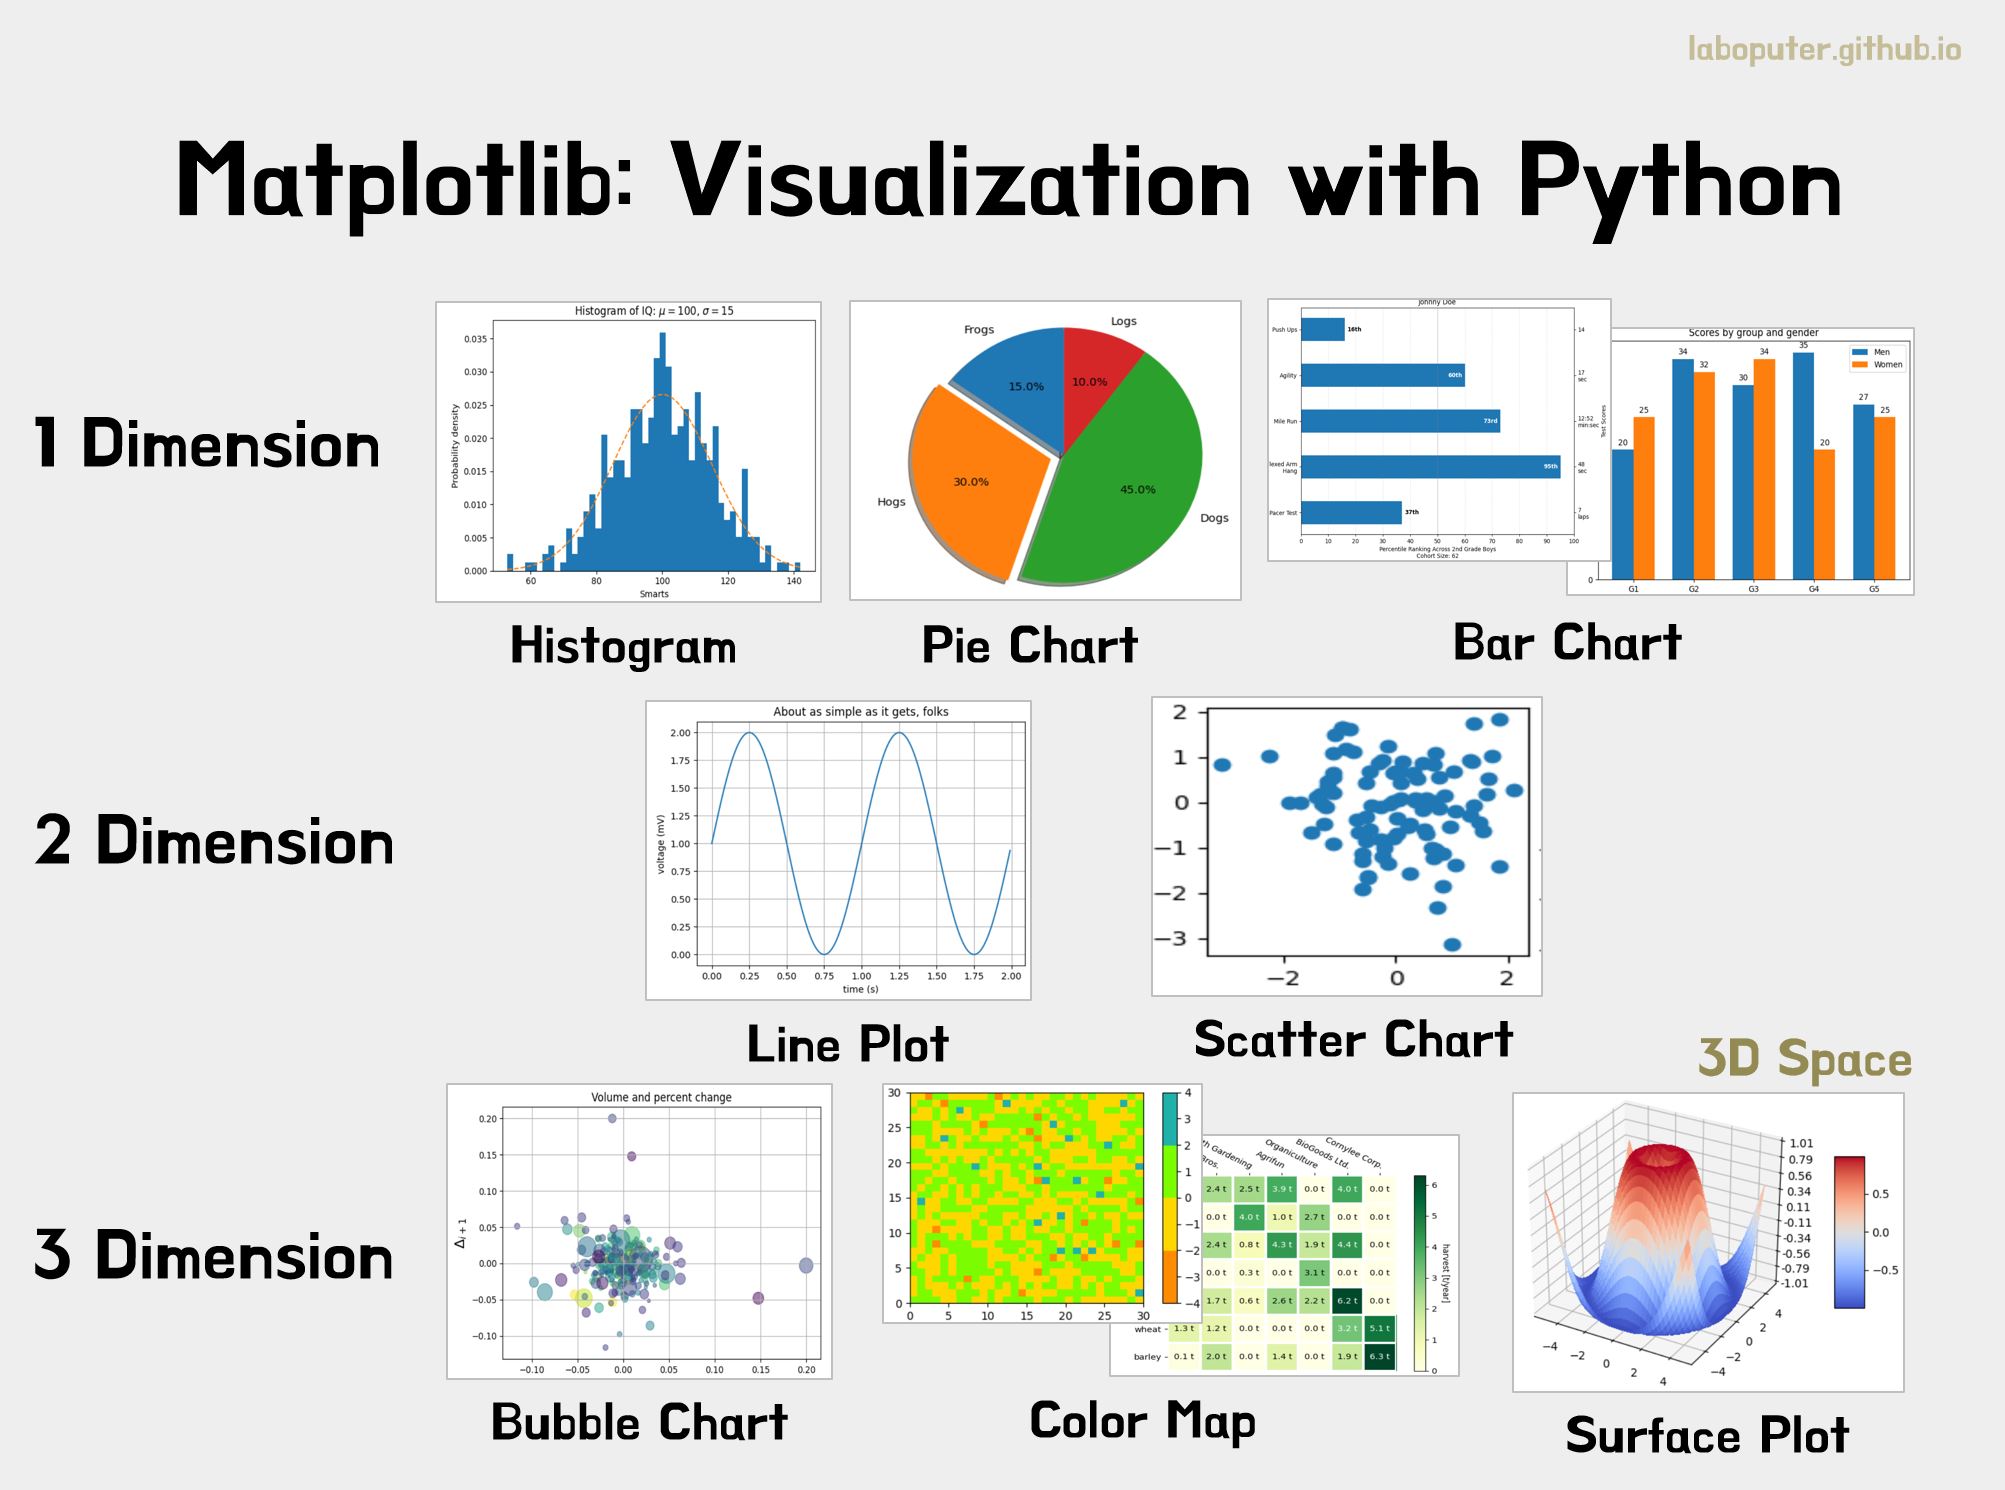 laboputer.github.io
Matplotlib: Visualization with Python
1 Dimension
Histogram of IQ: μ = 100, σ = 15
Probability density
0.035
0.030
0.025
0.020
0.015
0.010
0.005
0.000
60 80 100 120 140
Smarts
Histogram
Frogs
Logs
15.0%
10.0%
30.0%
45.0%
Hogs
Dogs
Pie Chart
Johnny Doe
Push Ups 16th 14
Agility 60th 17
sec
Mile Run 73rd 12:52
min:sec
lexed Arm
Hang 95th 48
sec
Pacer Test 37th 7
laps
0 10 20 30 40 50 60 70 80 90 100
Percentile Ranking Across 2nd Grade Boys
Cohort Size: 62
Scores by group and gender
Test Scores
Men
Women
20 25 34 32 30 34 35 20 27 25
0
G1 G2 G3 G4 G5
Bar Chart
2 Dimension
About as simple as it gets, folks
voltage (mV)
2.00
1.75
1.50
1.25
1.00
0.75
0.50
0.25
0.00
0.00 0.25 0.50 0.75 1.00 1.25 1.50 1.75 2.00
time (s)
Line Plot
2
1
0
−1
−2
−3
−2 0 2
Scatter Chart
3 Dimension
Volume and percent change
Δi + 1
0.20
0.15
0.10
0.05
0.00
−0.05
−0.10
−0.10 −0.05 0.00 0.05 0.10 0.15 0.20
Bubble Chart
30
25
20
15
10
5
0
0 5 10 15 20 25 30
4
3
2
1
0
−1
−2
−3
−4
Bros.
th Gardening
Agrifun
Organiculture
BioGoods Ltd.
Cornylee Corp.
2.4 t 2.5 t 3.9 t 0.0 t 4.0 t 0.0 t
0.0 t 4.0 t 1.0 t 2.7 t 0.0 t 0.0 t
2.4 t 0.8 t 4.3 t 1.9 t 4.4 t 0.0 t
0.0 t 0.3 t 0.0 t 3.1 t 0.0 t 0.0 t
1.7 t 0.6 t 2.6 t 2.2 t 6.2 t 0.0 t
wheat 1.3 t 1.2 t 0.0 t 0.0 t 0.0 t 3.2 t 5.1 t
barley 0.1 t 2.0 t 0.0 t 1.4 t 0.0 t 1.9 t 6.3 t
6
5
4
3
2
1
0
harvest [t/year]
Color Map
3D Space
1.01
0.79
0.56
0.34
0.11
-0.11
-0.34
-0.56
-0.79
-1.01
−4 −2 0 2 4
−4 −2 0 2 4
0.5
0.0
−0.5
Surface Plot